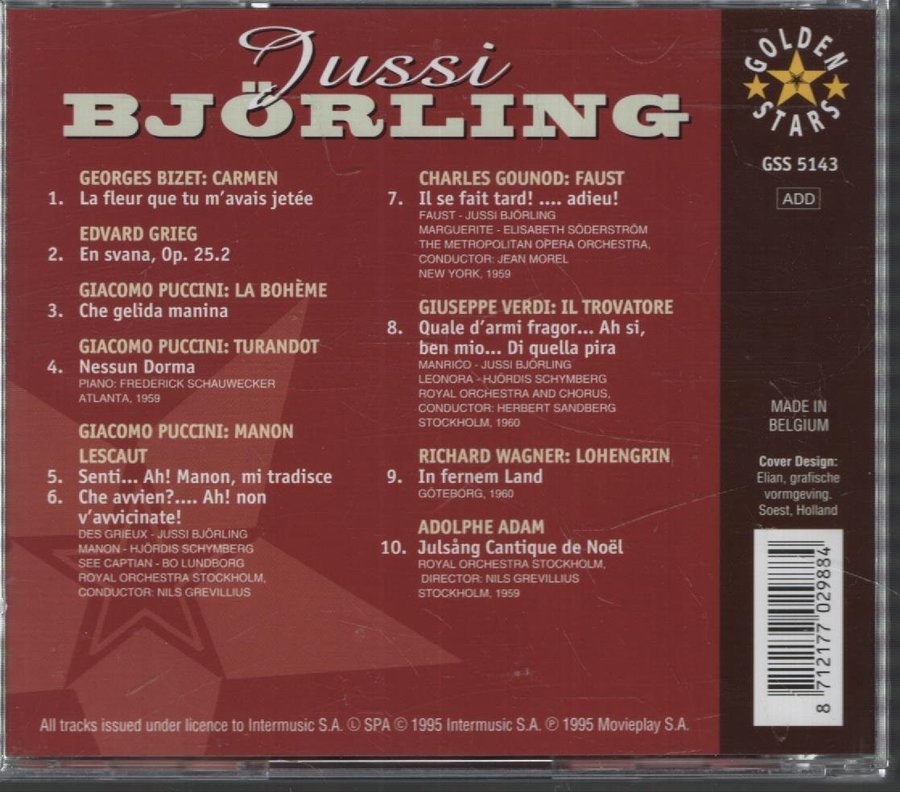 Jussi
BJÖRLING
GEORGES BIZET: CARMEN
1. La fleur que tu m'avais jetée
EDVARD GRIEG
2. En svana, Op. 25.2
GIACOMO PUCCINI: LA BOHÈME
3. Che gelida manina
GIACOMO PUCCINI: TURANDOT
4. Nessun Dorma
PIANO: FREDERICK SCHAUWECKER
ATLANTA, 1959
GIACOMO PUCCINI: MANON
LESCAUT
5. Senti... Ah! Manon, mi tradisce
6. Che avvien?.... Ah! non
v'avvicinate!
DES GRIEUX - JUSSI BJÖRLING
MANON - HJÖRDIS SCHYMBERG
SEE CAPTIAN - BO LUNDBORG
ROYAL ORCHESTRA STOCKHOLM,
CONDUCTOR: NILS GREVILLIUS
CHARLES GOUNOD: FAUST
7. Il se fait tard! .... adieu!
FAUST - JUSSI BJÖRLING
MARGUERITE - ELISABETH SÖDERSTRÖM
THE METROPOLITAN OPERA ORCHESTRA,
CONDUCTOR: JEAN MOREL
NEW YORK, 1959
GIUSEPPE VERDI: IL TROVATORE
8. Quale d'armi fragor... Ah si,
ben mio... Di quella pira
MANRICO - JUSSI BJÖRLING
LEONORA - HJÖRDIS SCHYMBERG
ROYAL ORCHESTRA AND CHORUS,
CONDUCTOR: HERBERT SANDBERG
STOCKHOLM, 1960
RICHARD WAGNER: LOHENGRIN
9. In fernem Land
GÖTEBORG, 1960
ADOLPHE ADAM
10. Julsång Cantique de Noël
ROYAL ORCHESTRA STOCKHOLM,
DIRECTOR: NILS GREVILLIUS
STOCKHOLM, 1959
All tracks issued under licence to Intermusic S.A. Ⓛ SPA © 1995 Intermusic S.A. ℗ 1995 Movieplay S.A.
GOLDEN
STARS
GSS 5143
ADD
MADE IN
BELGIUM
Cover Design:
Elian, grafische
vormgeving.
Soest, Holland
8 712177 029884